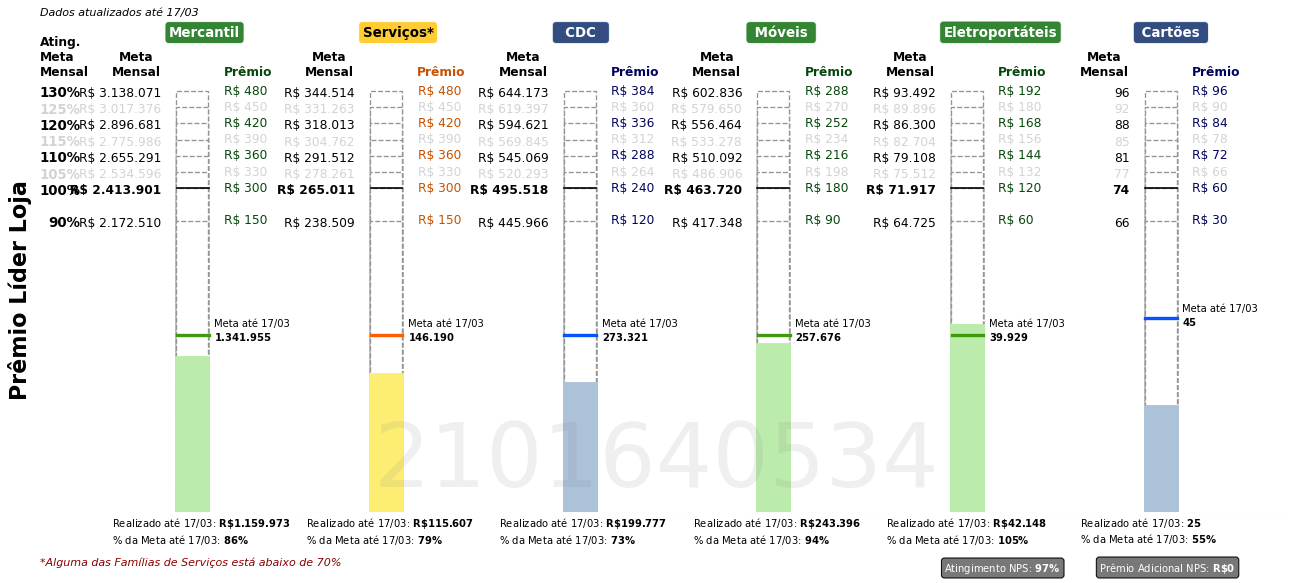 Dados atualizados até 17/03
Mercantil Serviços* CDC Móveis Eletroportáteis Cartões
Ating. Meta Mensal
Meta Mensal Prêmio Meta Mensal Prêmio Meta Mensal Prêmio Meta Mensal Prêmio Meta Mensal Prêmio Meta Mensal Prêmio
130% R$ 3.138.071 R$ 480 R$ 344.514 R$ 480 R$ 644.173 R$ 384 R$ 602.836 R$ 288 R$ 93.492 R$ 192 96 R$ 96
125% R$ 3.017.376 R$ 450 R$ 331.263 R$ 450 R$ 619.397 R$ 360 R$ 579.650 R$ 270 R$ 89.896 R$ 180 92 R$ 90
120% R$ 2.896.681 R$ 420 R$ 318.013 R$ 420 R$ 594.621 R$ 336 R$ 556.464 R$ 252 R$ 86.300 R$ 168 88 R$ 84
115% R$ 2.775.986 R$ 390 R$ 304.762 R$ 390 R$ 569.845 R$ 312 R$ 533.278 R$ 234 R$ 82.704 R$ 156 85 R$ 78
110% R$ 2.655.291 R$ 360 R$ 291.512 R$ 360 R$ 545.069 R$ 288 R$ 510.092 R$ 216 R$ 79.108 R$ 144 81 R$ 72
105% R$ 2.534.596 R$ 330 R$ 278.261 R$ 330 R$ 520.293 R$ 264 R$ 486.906 R$ 198 R$ 75.512 R$ 132 77 R$ 66
100% R$ 2.413.901 R$ 300 R$ 265.011 R$ 300 R$ 495.518 R$ 240 R$ 463.720 R$ 180 R$ 71.917 R$ 120 74 R$ 60
90% R$ 2.172.510 R$ 150 R$ 238.509 R$ 150 R$ 445.966 R$ 120 R$ 417.348 R$ 90 R$ 64.725 R$ 60 66 R$ 30
Prêmio Líder Loja
Meta até 17/03 Meta até 17/03 Meta até 17/03 Meta até 17/03 Meta até 17/03 Meta até 17/03
1.341.955 146.190 273.321 257.676 39.929 45
2101640534
Realizado até 17/03: R$1.159.973 Realizado até 17/03: R$115.607 Realizado até 17/03: R$199.777 Realizado até 17/03: R$243.396 Realizado até 17/03: R$42.148 Realizado até 17/03: 25
% da Meta até 17/03: 86% % da Meta até 17/03: 79% % da Meta até 17/03: 73% % da Meta até 17/03: 94% % da Meta até 17/03: 105% % da Meta até 17/03: 55%
*Alguma das Famílias de Serviços está abaixo de 70%
Atingimento NPS: 97% Prêmio Adicional NPS: R$0